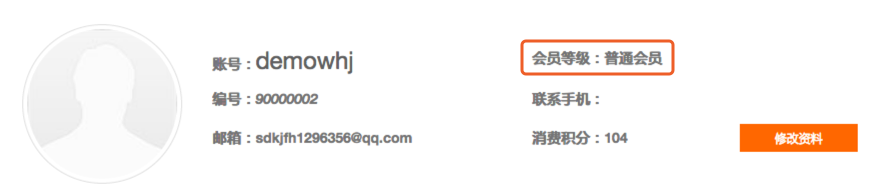 账号：demowhj 会员等级：普通会员
编号：90000002 联系手机：
邮箱：sdkjfh1296356@qq.com 消费积分：104 修改资料